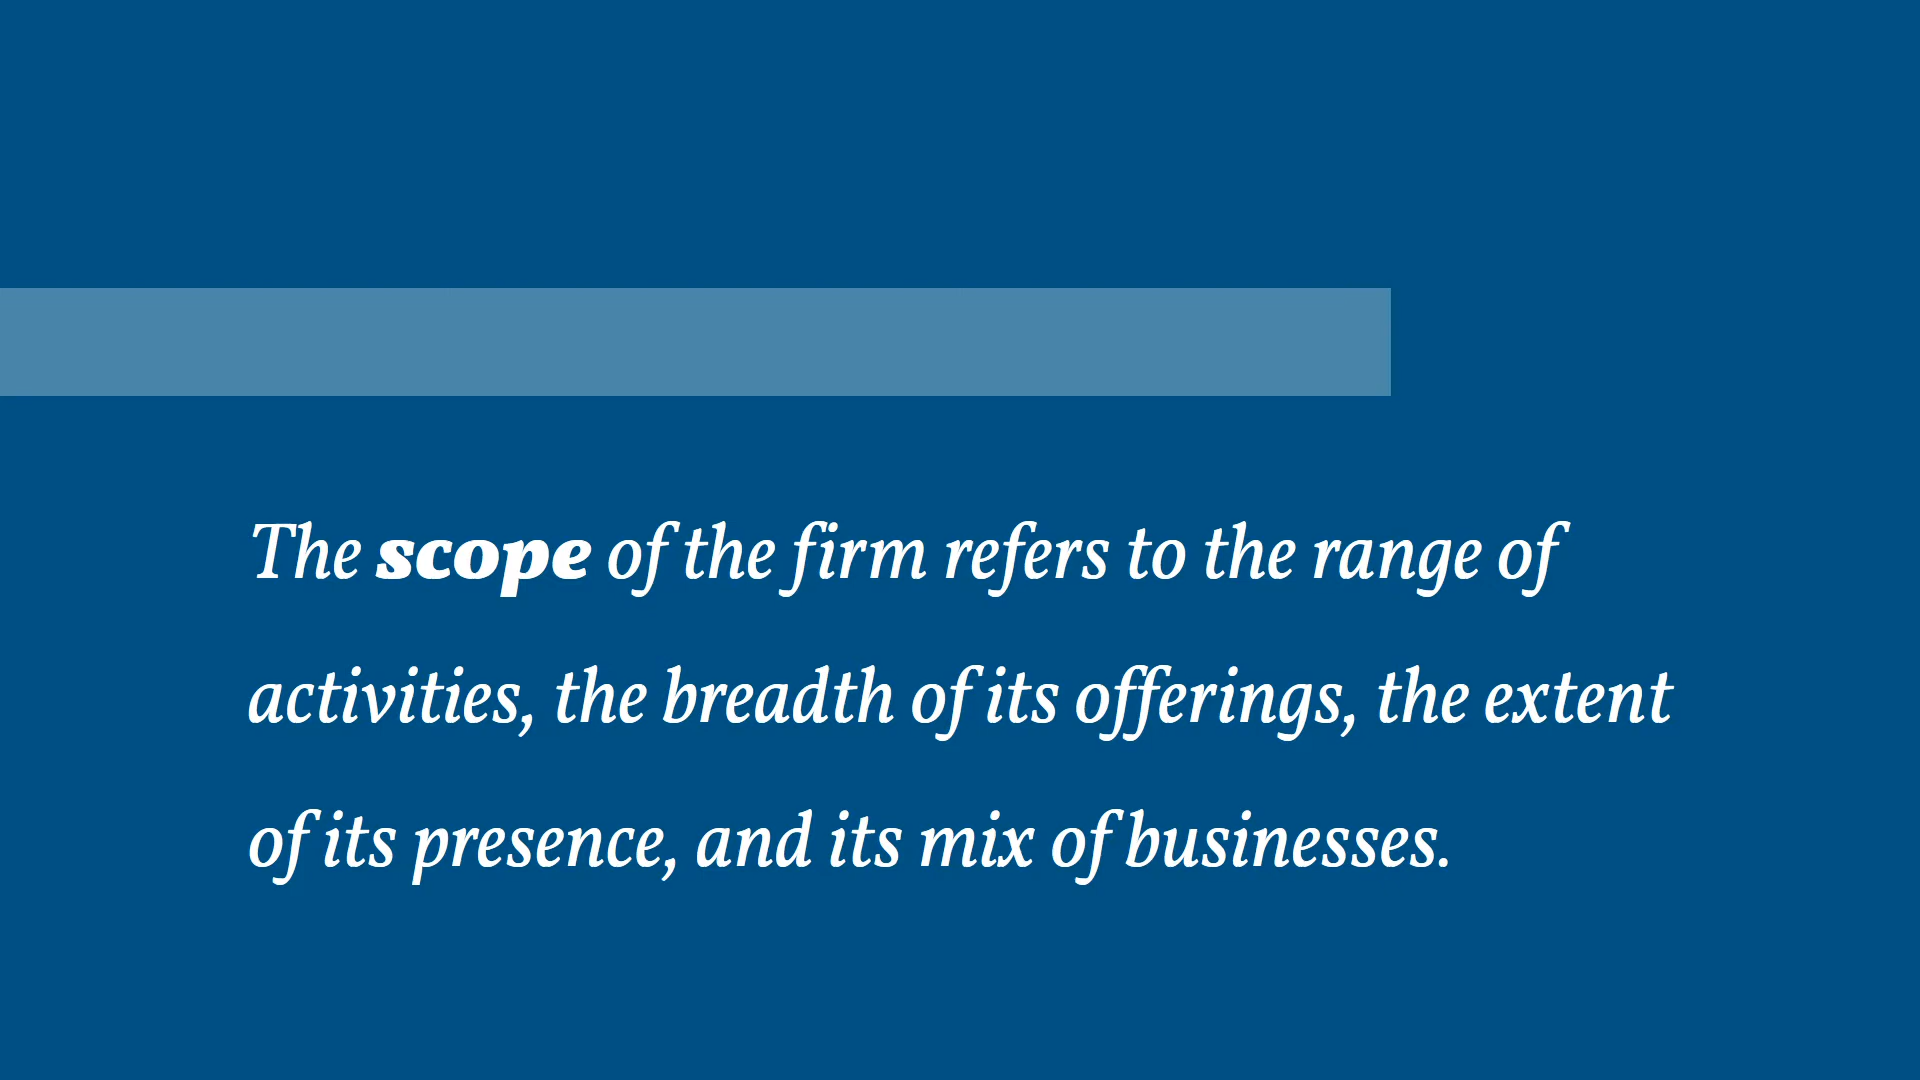 The scope of the firm refers to the range of
activities, the breadth of its offerings, the extent
of its presence, and its mix of businesses.